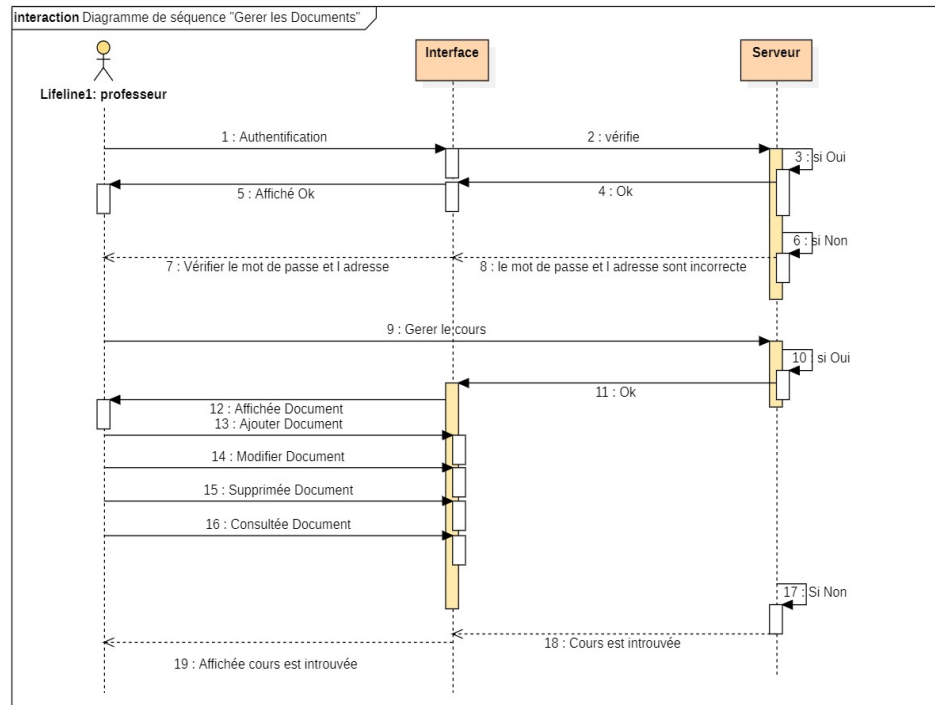 interaction Diagramme de séquence "Gerer les Documents"
Interface
Serveur
Lifeline1: professeur
1 : Authentification
2 : vérifie
3 : si Oui
4 : Ok
5 : Affiché Ok
6 : si Non
7 : Vérifier le mot de passe et l adresse
8 : le mot de passe et l adresse sont incorrecte
9 : Gerer le cours
10 : si Oui
11 : Ok
12 : Affichée Document
13 : Ajouter Document
14 : Modifier Document
15 : Supprimée Document
16 : Consultée Document
17 : Si Non
18 : Cours est introuvée
19 : Affichée cours est introuvée